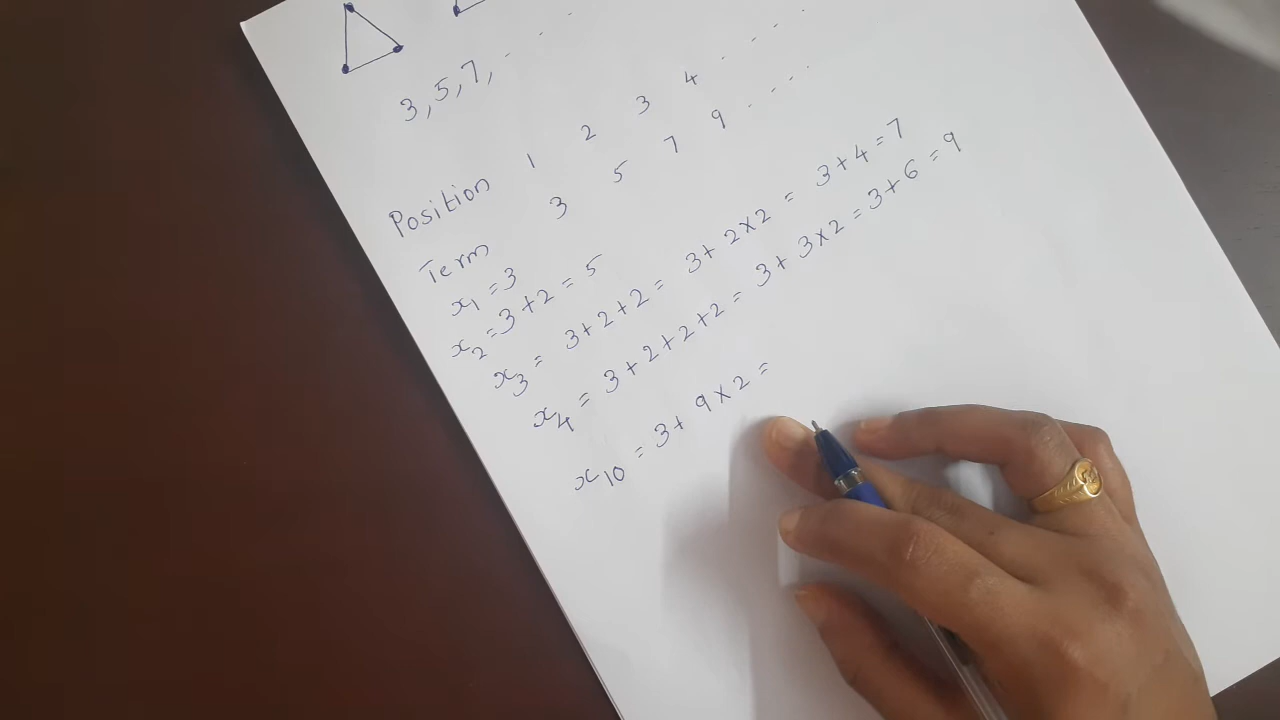 3, 5, 7, - - -
Position 1 2 3 4 - - - -
Term 3 5 7 9 - - - -
x₁ = 3
x₂ = 3 + 2 = 5
x₃ = 3 + 2 + 2 = 3 + 2 × 2 = 3 + 4 = 7
x₄ = 3 + 2 + 2 + 2 = 3 + 3 × 2 = 3 + 6 = 9
x₁₀ = 3 + 9 × 2 =